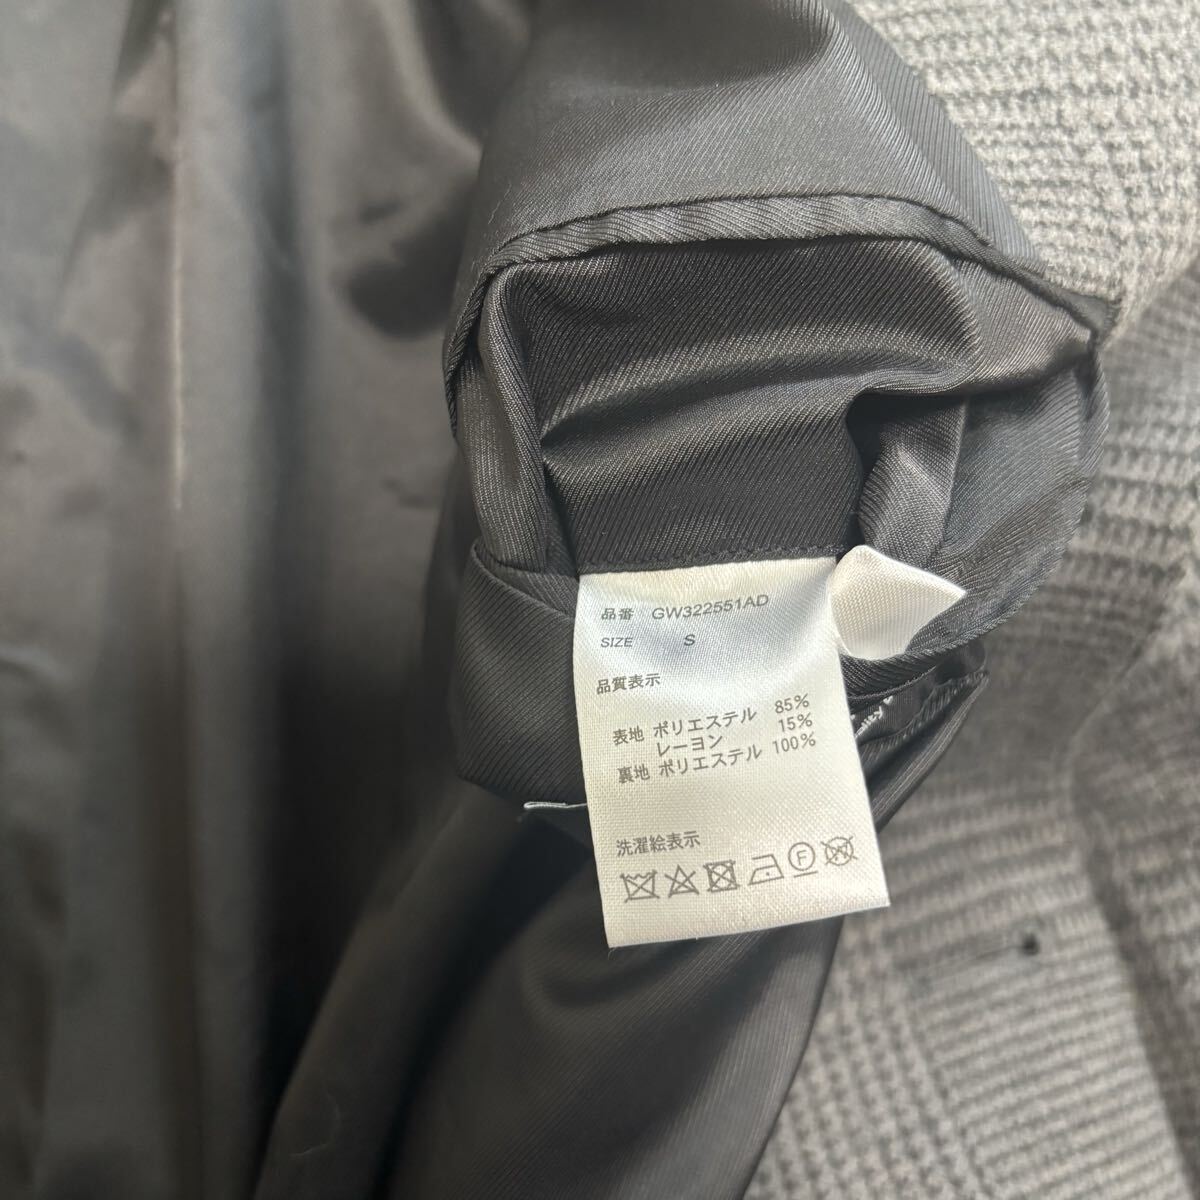 品番 GW322551AD
SIZE S
品質表示
表地 ポリエステル 85%
レーヨン 15%
裏地 ポリエステル 100%
洗濯絵表示
F